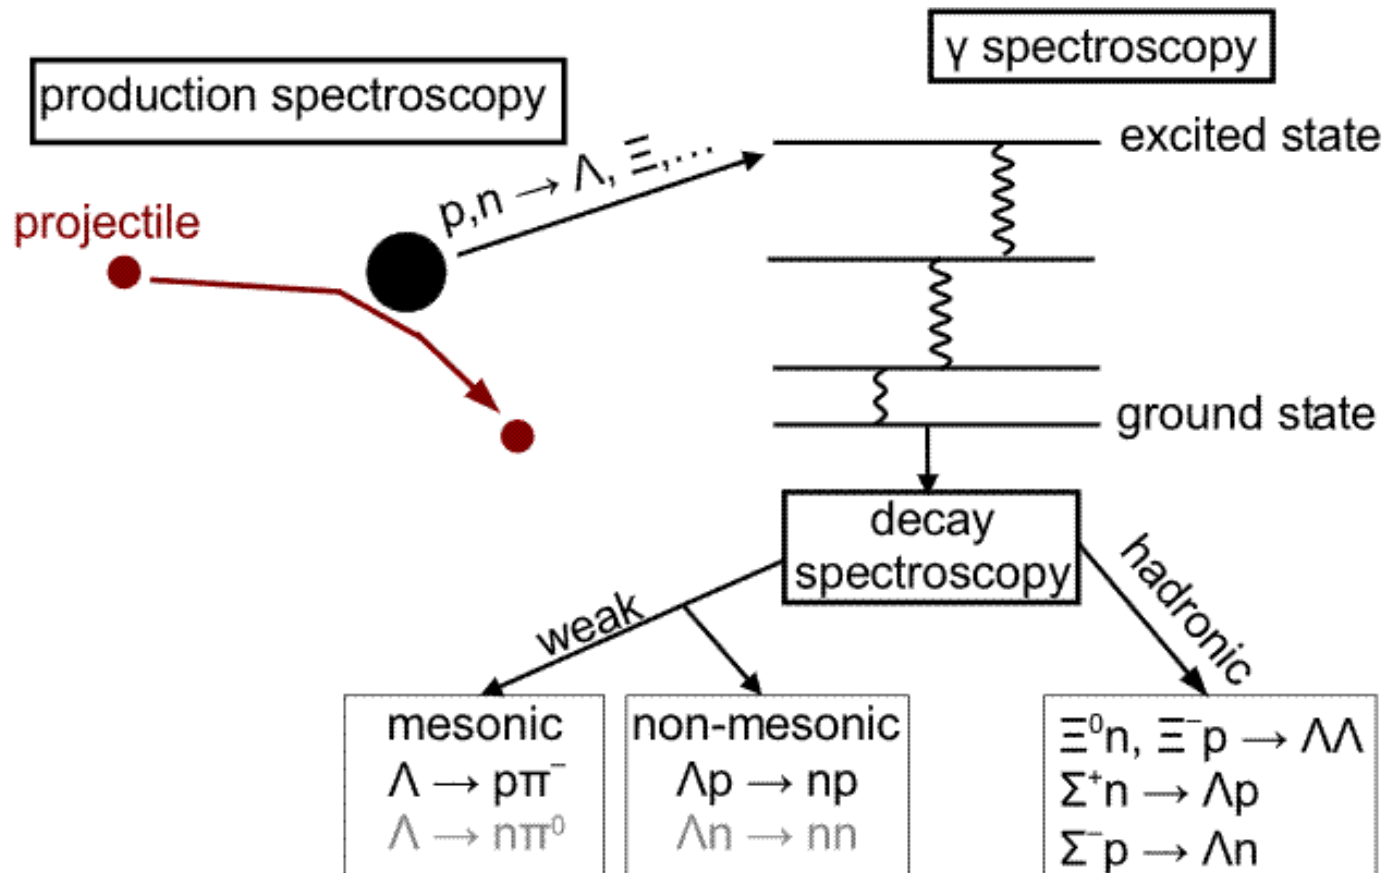 production spectroscopy
γ spectroscopy
projectile
p,n → Λ, Ξ,...
excited state
ground state
decay
spectroscopy
weak
hadronic
mesonic
Λ → pπ⁻
Λ → nπ⁰
non-mesonic
Λp → np
Λn → nn
Ξ⁰n, Ξ⁻p → ΛΛ
Σ⁺n → Λp
Σ⁻p → Λn